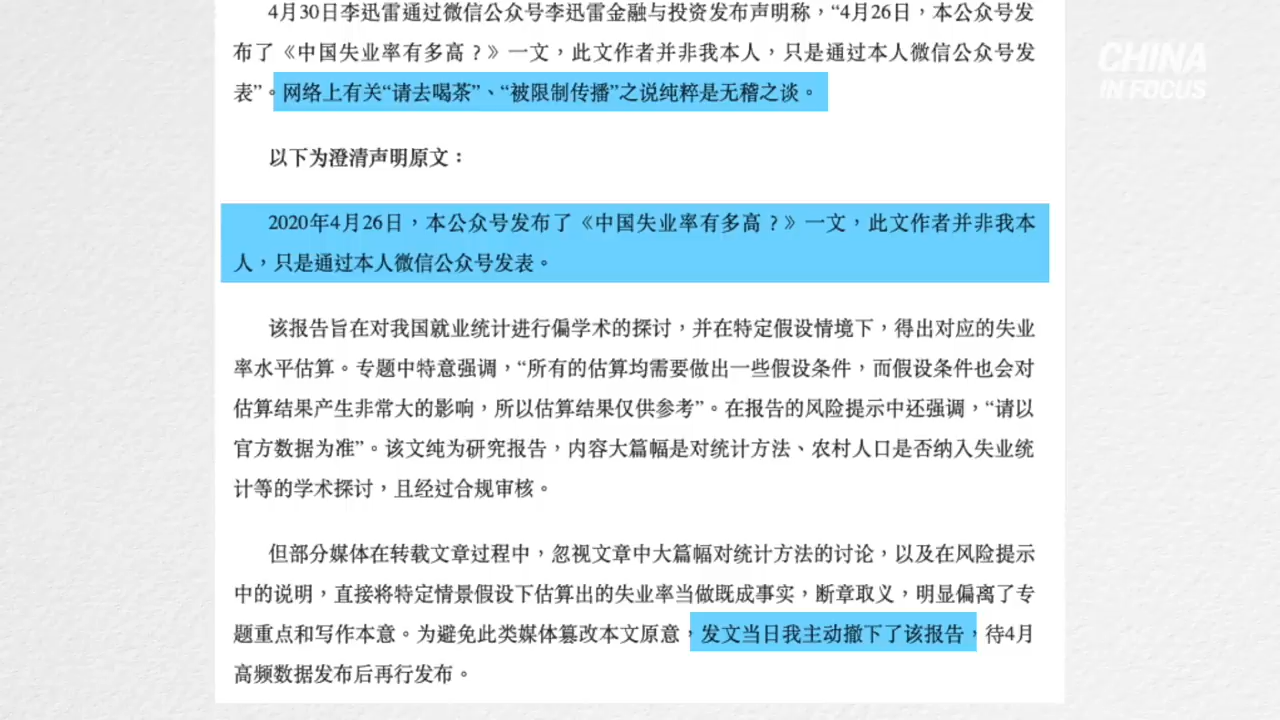 4月30日李迅雷通过微信公众号李迅雷金融与投资发布声明称，“4月26日，本公众号发
布了《中国失业率有多高？》一文，此文作者并非我本人，只是通过本人微信公众号发
表”。网络上有关“请去喝茶”、“被限制传播”之说纯粹是无稽之谈。
以下为澄清声明原文：
2020年4月26日，本公众号发布了《中国失业率有多高？》一文，此文作者并非我本
人，只是通过本人微信公众号发表。
该报告旨在对我国就业统计进行偏学术的探讨，并在特定假设情境下，得出对应的失业
率水平估算。专题中特意强调，“所有的估算均需要做出一些假设条件，而假设条件也会对
估算结果产生非常大的影响，所以估算结果仅供参考”。在报告的风险提示中还强调，“请以
官方数据为准”。该文纯为研究报告，内容大篇幅是对统计方法、农村人口是否纳入失业统
计等的学术探讨，且经过合规审核。
但部分媒体在转载文章过程中，忽视文章中大篇幅对统计方法的讨论，以及在风险提示
中的说明，直接将特定情景假设下估算出的失业率当做既成事实，断章取义，明显偏离了专
题重点和写作本意。为避免此类媒体篡改本文原意，发文当日我主动撤下了该报告，待4月
高频数据发布后再行发布。
CHINA
IN FOCUS